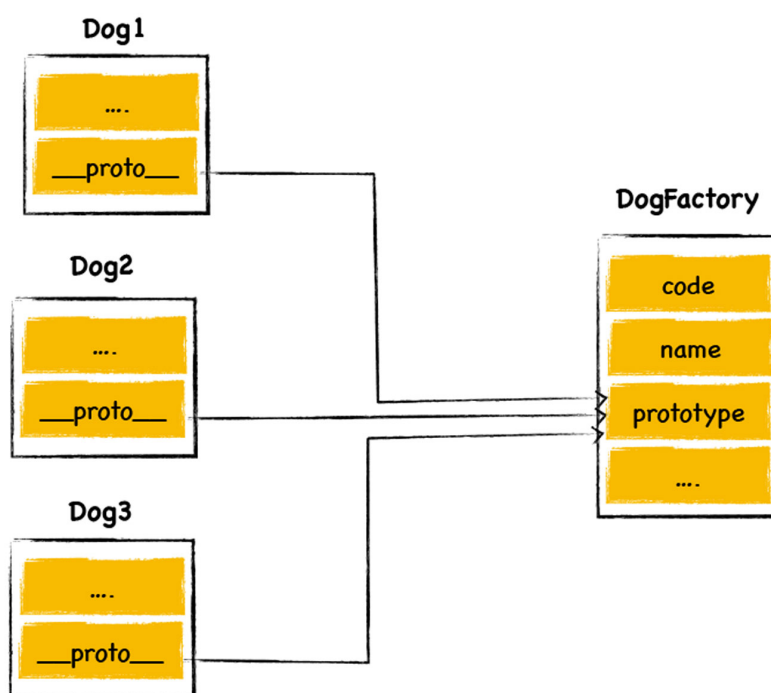 Dog1
....
__proto__
Dog2
....
__proto__
Dog3
....
__proto__
DogFactory
code
name
prototype
....